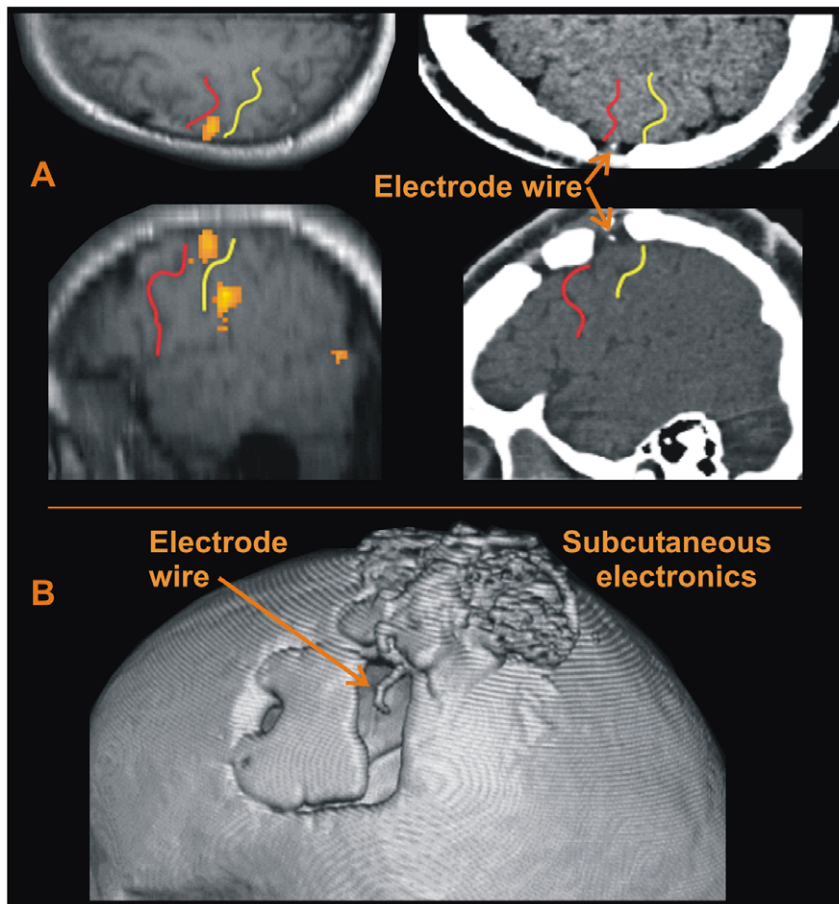 A
Electrode wire
Electrode
wire
Subcutaneous
electronics
B